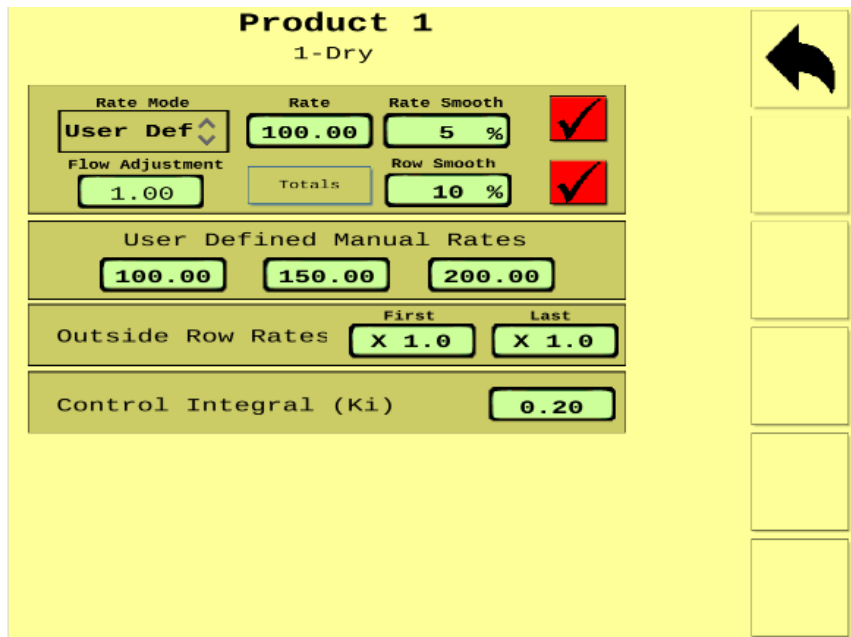 Product 1
1-Dry
Rate Mode Rate Rate Smooth
User Def 100.00 5 %
Flow Adjustment Totals Row Smooth
1.00 10 %
User Defined Manual Rates
100.00 150.00 200.00
First Last
Outside Row Rates X 1.0 X 1.0
Control Integral (Ki) 0.20